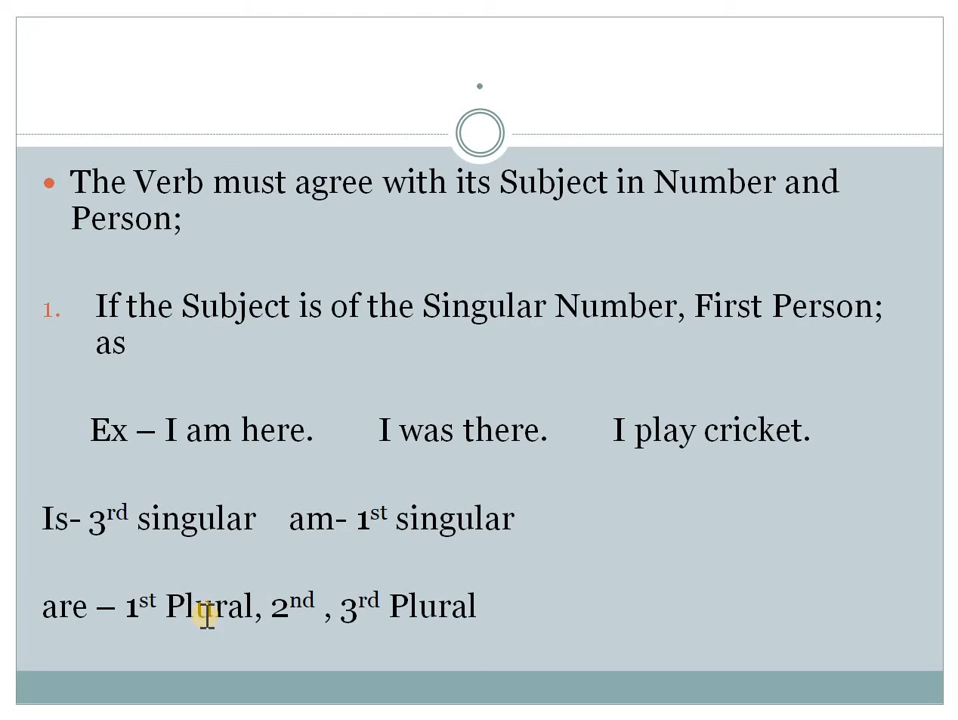 • The Verb must agree with its Subject in Number and
Person;
1. If the Subject is of the Singular Number, First Person;
as
Ex – I am here. I was there. I play cricket.
Is- 3rd singular am- 1st singular
are – 1st Plural, 2nd , 3rd Plural